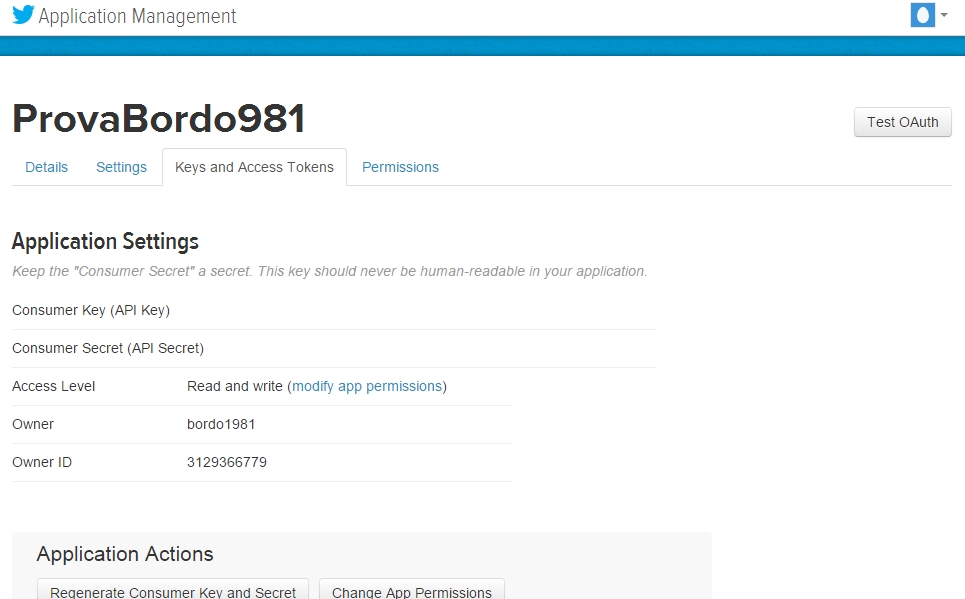 Application Management
ProvaBordo981
Test OAuth
Details Settings Keys and Access Tokens Permissions
Application Settings
Keep the "Consumer Secret" a secret. This key should never be human-readable in your application.
Consumer Key (API Key)
Consumer Secret (API Secret)
Access Level Read and write (modify app permissions)
Owner bordo1981
Owner ID 3129366779
Application Actions
Regenerate Consumer Key and Secret Change App Permissions